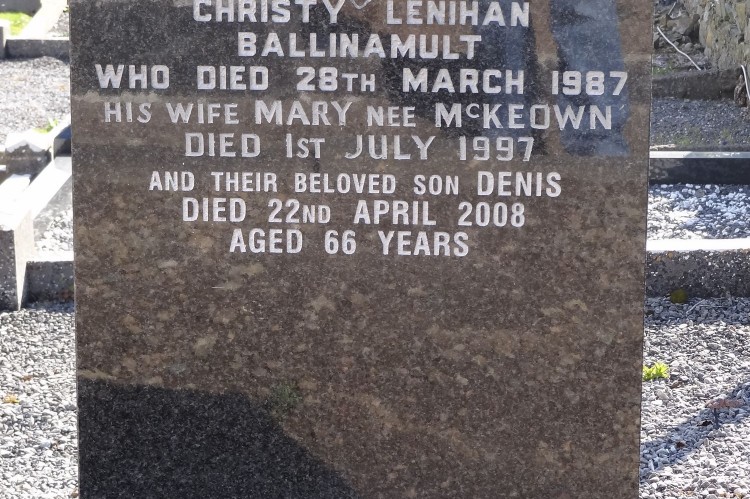 CHRISTY LENIHAN
BALLINAMULT
WHO DIED 28TH MARCH 1987
HIS WIFE MARY NEE McKEOWN
DIED 1ST JULY 1997
AND THEIR BELOVED SON DENIS
DIED 22ND APRIL 2008
AGED 66 YEARS